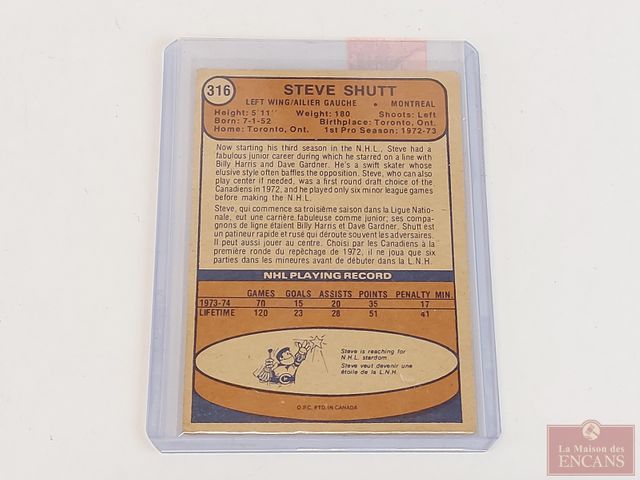 316
STEVE SHUTT
LEFT WING/AILIER GAUCHE • MONTREAL
Height: 5'11" Weight: 180 Shoots: Left
Born: 7-1-52 Birthplace: Toronto, Ont.
Home: Toronto, Ont. 1st Pro Season: 1972-73
Now starting his third season in the N.H.L., Steve had a
fabulous junior career during which he starred on a line with
Billy Harris and Dave Gardner. He's a swift skater whose
elusive style often baffles the opposition. Steve, who can also
play center if needed, was a first round draft choice of the
Canadiens in 1972, and he played only six minor league games
before making the N.H.L.
Steve, qui commence sa troisième saison dans la Ligue Natio-
nale, eut une carrière fabuleuse comme junior; ses compa-
gnons de ligne étaient Billy Harris et Dave Gardner. Shutt est
un patineur rapide et rusé qui déroute souvent les adversaires.
Il peut aussi jouer au centre. Choisi par les Canadiens à la
première ronde du repêchage de 1972, il ne joua que six
parties dans les mineures avant de débuter dans la L.N.H.
NHL PLAYING RECORD
GAMES GOALS ASSISTS POINTS PENALTY MIN.
1973-74 70 15 20 35 17
LIFETIME 120 23 28 51 41
Steve is reaching for
N.H.L. stardom.
Steve veut devenir une
étoile de la L.N.H.
C
O.P.C. PTD. IN CANADA
La Maison des
ENCANS